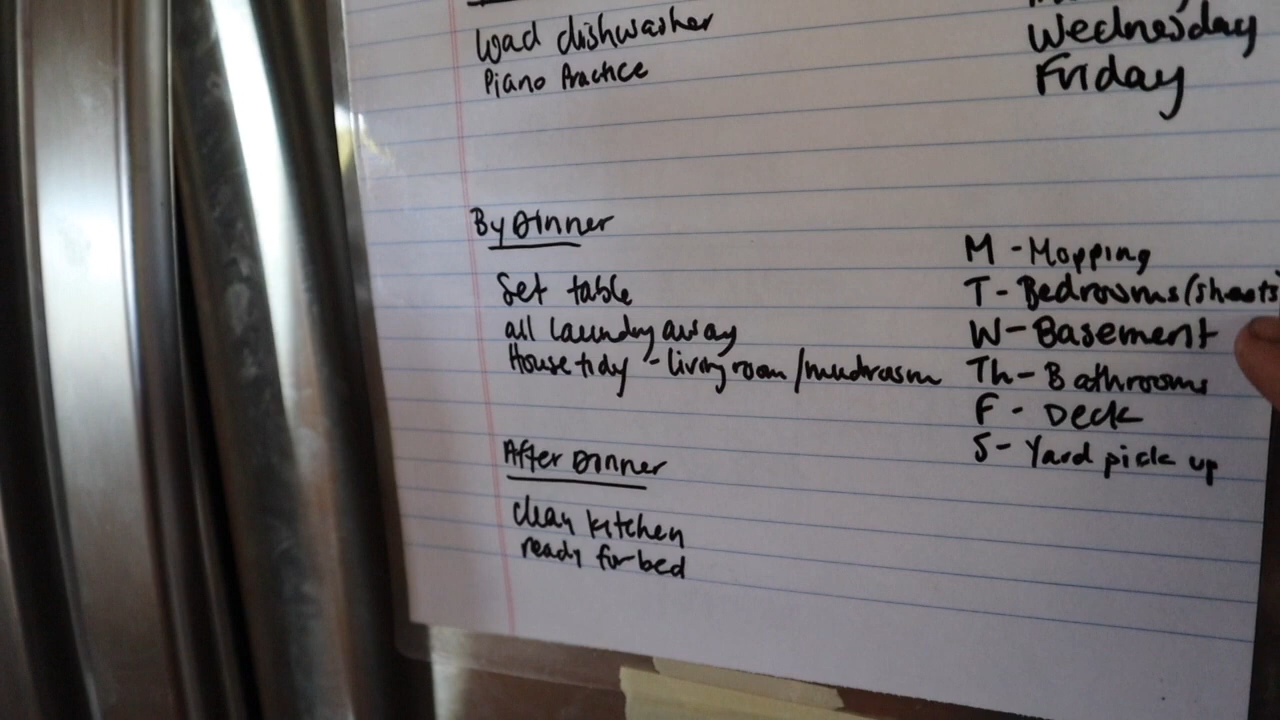 Load dishwasher
Piano Practice
Wednesday
Friday
By Dinner
Set table
all laundry away
House tidy - living room / mudroom
M - Mopping
T - Bedrooms (sheets
W - Basement
Th - Bathrooms
F - Deck
S - Yard pick up
After Dinner
clean kitchen
ready for bed